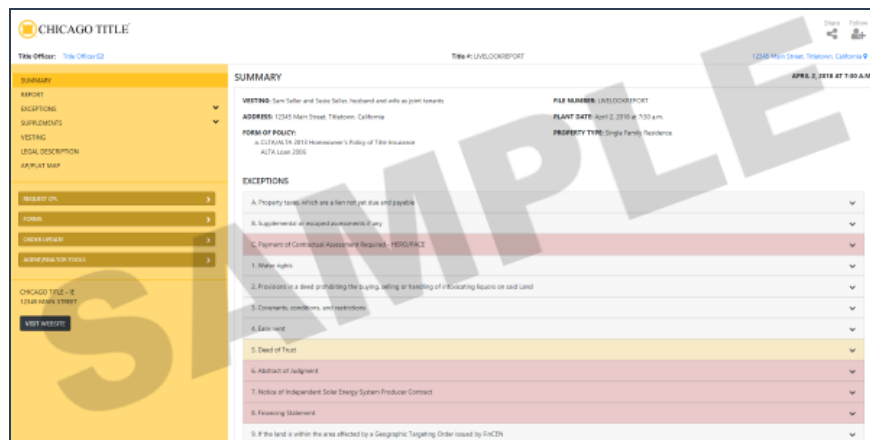 CHICAGO TITLE
Share Follow
Title Officer: Title Officer
Title #: LIVELOOKREPORT
12345 Main Street, Titletown, California
SUMMARY
REPORT
EXCEPTIONS
SUPPLEMENTS
VESTING
LEGAL DESCRIPTION
AP/PLAT MAP
REQUEST CPL
FORMS
ORDER UPDATE
AGENT/REALTOR TOOLS
CHICAGO TITLE - IE
12345 MAIN STREET
VISIT WEBSITE
SUMMARY
APRIL 2, 2018 AT 7:30 A.M
VESTING: Sam Seller and Susie Seller, husband and wife as joint tenants
FILE NUMBER: LIVELOOKREPORT
ADDRESS: 12345 Main Street, Titletown, California
PLANT DATE: April 2, 2018 at 7:30 a.m.
FORM OF POLICY:
PROPERTY TYPE: Single Family Residence
a. CLTA/ALTA 2013 Homeowner's Policy of Title Insurance
ALTA Loan 2006
EXCEPTIONS
A. Property taxes, which are a lien not yet due and payable
B. Supplemental or escaped assessments if any
C. Payment of Contractual Assessment Required - HERO/PACE
1. Water rights
2. Provisions in a deed prohibiting the buying, selling or handling of intoxicating liquors on said Land
3. Covenants, conditions, and restrictions
4. Easement
5. Deed of Trust
6. Abstract of Judgment
7. Notice of Independent Solar Energy System Producer Contract
8. Financing Statement
9. If the land is within the area affected by a Geographic Targeting Order issued by FinCEN
SAMPLE